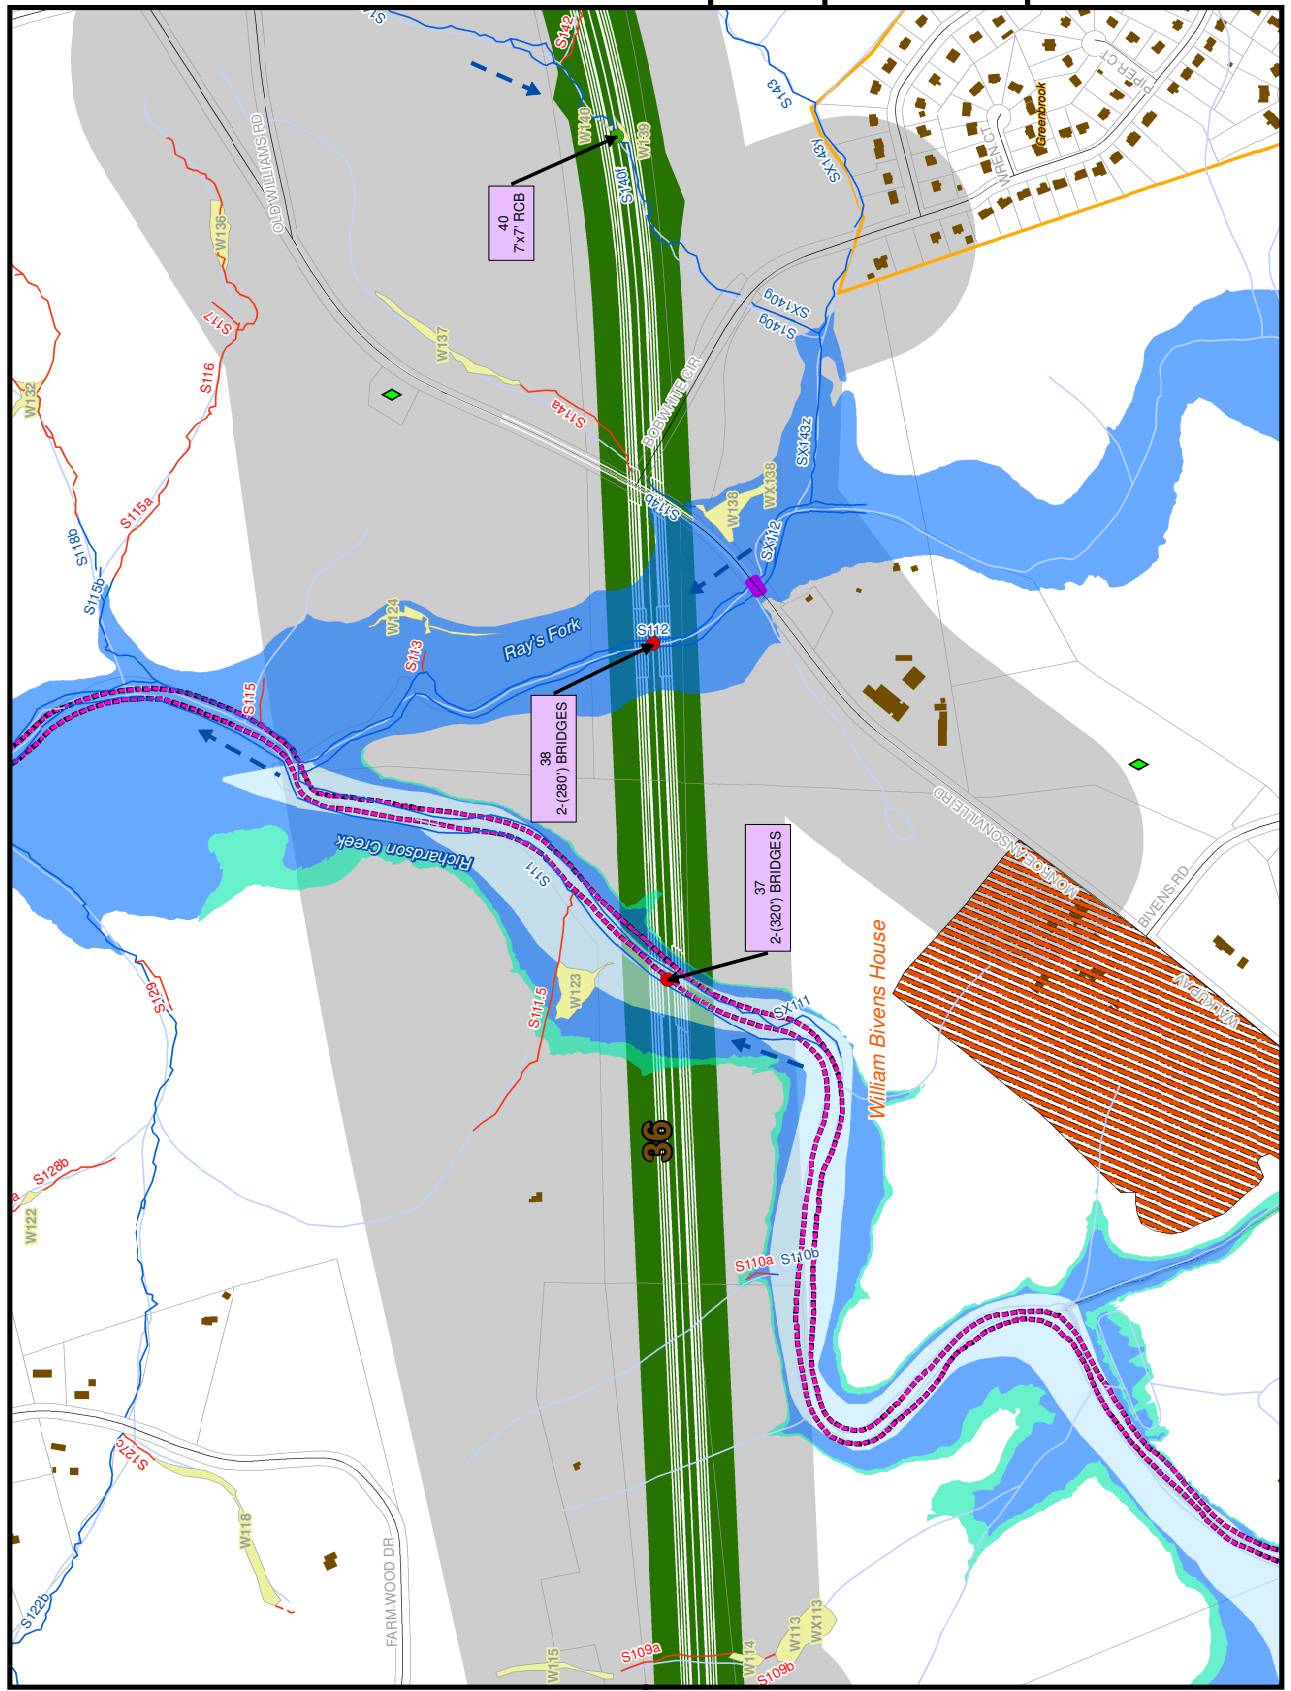 S142
S143
W140
W139
S140f
SX143y
PIPER CT
WREN CT
Greenbrook
OLD WILLIAMS RD
40
7'x7' RCB
W136
S117
S116
W132
W137
SX140g
S140g
S114a
BOBWHITE CIR
SX143z
S115a
S118b
S115b
S114b
W138
WX138
SX112
W124
Ray's Fork
S112
S113
S115
38
2-(280') BRIDGES
MONROE ANSONVILLE RD
BIVENS RD
WALKUP AV
Richardson Creek
S111
37
2-(320') BRIDGES
William Bivens House
W123
S111.5
SX111
S129
36
S128b
a
W122
S110a
S110b
S127c
W118
FARM WOOD DR
S122b
W115
S109a
W114
S109b
W113
WX113